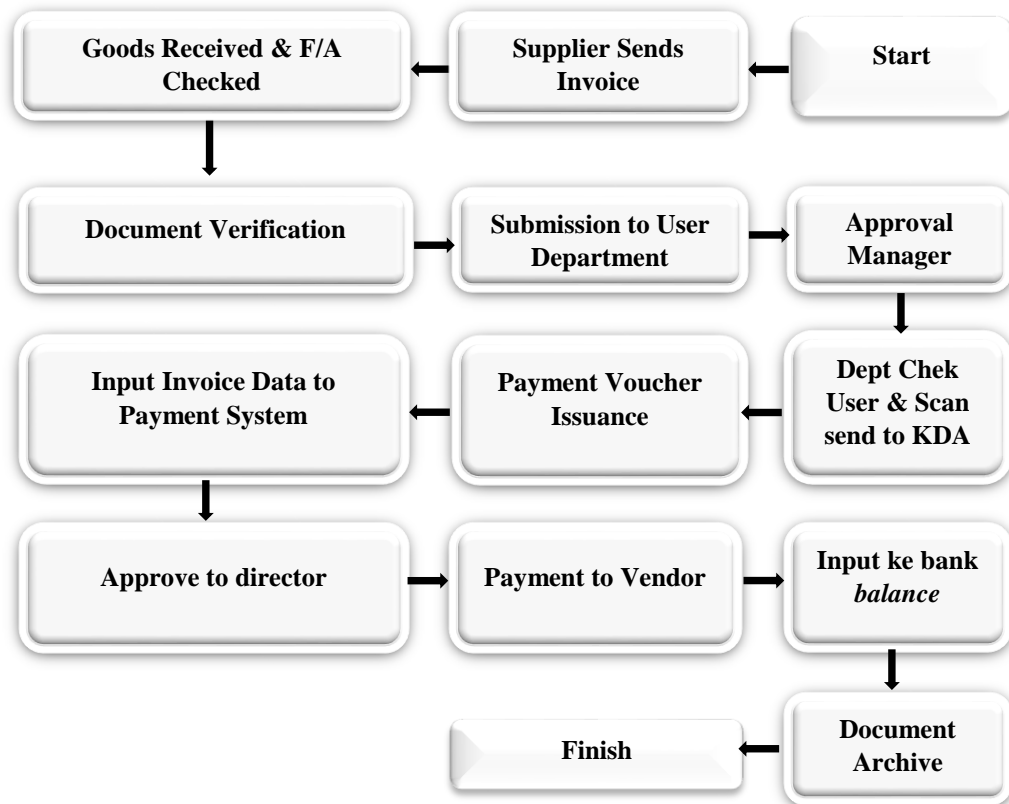 Start
Supplier Sends
Invoice
Goods Received & F/A
Checked
Document Verification
Submission to User
Department
Approval
Manager
Dept Chek
User & Scan
send to KDA
Payment Voucher
Issuance
Input Invoice Data to
Payment System
Approve to director
Payment to Vendor
Input ke bank
balance
Document
Archive
Finish